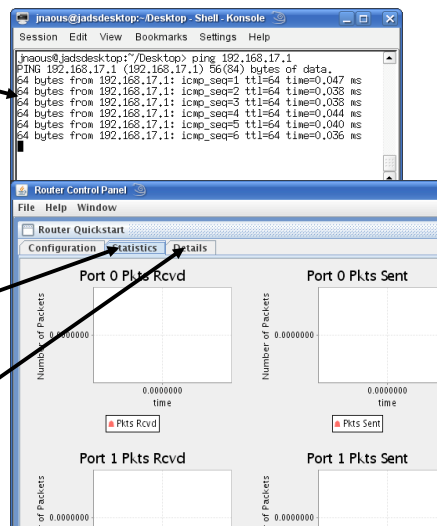 jnaous@jadsdesktop:~/Desktop - Shell - Konsole
Session Edit View Bookmarks Settings Help
jnaous@jadsdesktop:~/Desktop> ping 192.168.17.1
PING 192.168.17.1 (192.168.17.1) 56(84) bytes of data.
64 bytes from 192.168.17.1: icmp_seq=1 ttl=64 time=0.047 ms
64 bytes from 192.168.17.1: icmp_seq=2 ttl=64 time=0.038 ms
64 bytes from 192.168.17.1: icmp_seq=3 ttl=64 time=0.038 ms
64 bytes from 192.168.17.1: icmp_seq=4 ttl=64 time=0.044 ms
64 bytes from 192.168.17.1: icmp_seq=5 ttl=64 time=0.040 ms
64 bytes from 192.168.17.1: icmp_seq=6 ttl=64 time=0.036 ms
Router Control Panel
File Help Window
Router Quickstart
Configuration Statistics Details
Port 0 Pkts Rcvd
Number of Packets
0.0000000
0.0000000
time
Pkts Rcvd
Port 0 Pkts Sent
Number of Packets
0.0000000
0.0000000
time
Pkts Sent
Port 1 Pkts Rcvd
of Packets
0.0000000
Port 1 Pkts Sent
of Packets
0.0000000